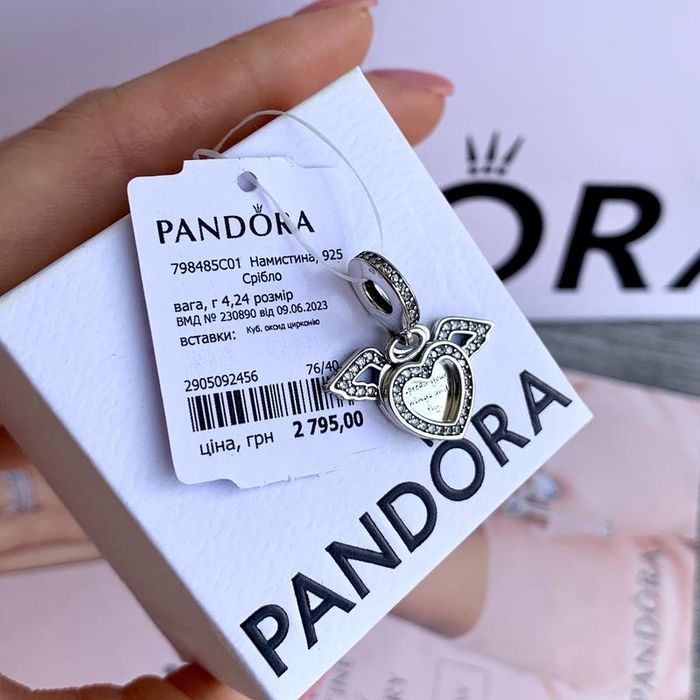 PANDORA
798485C01 Намистина, 925
Срібло
вага, г 4,24 розмір
ВМД № 230890 від 09.06.2023
вставки: Куб. оксид цирконію
2905092456 76/40
ціна, грн 2 795,00
ORA
PANDORA
PANDORA